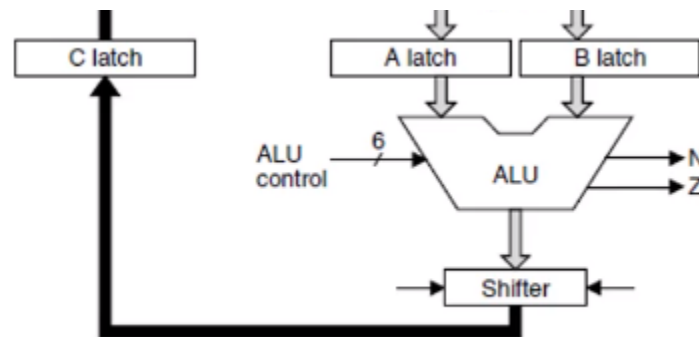 C latch
A latch
B latch
6
ALU
control
ALU
N
Z
Shifter